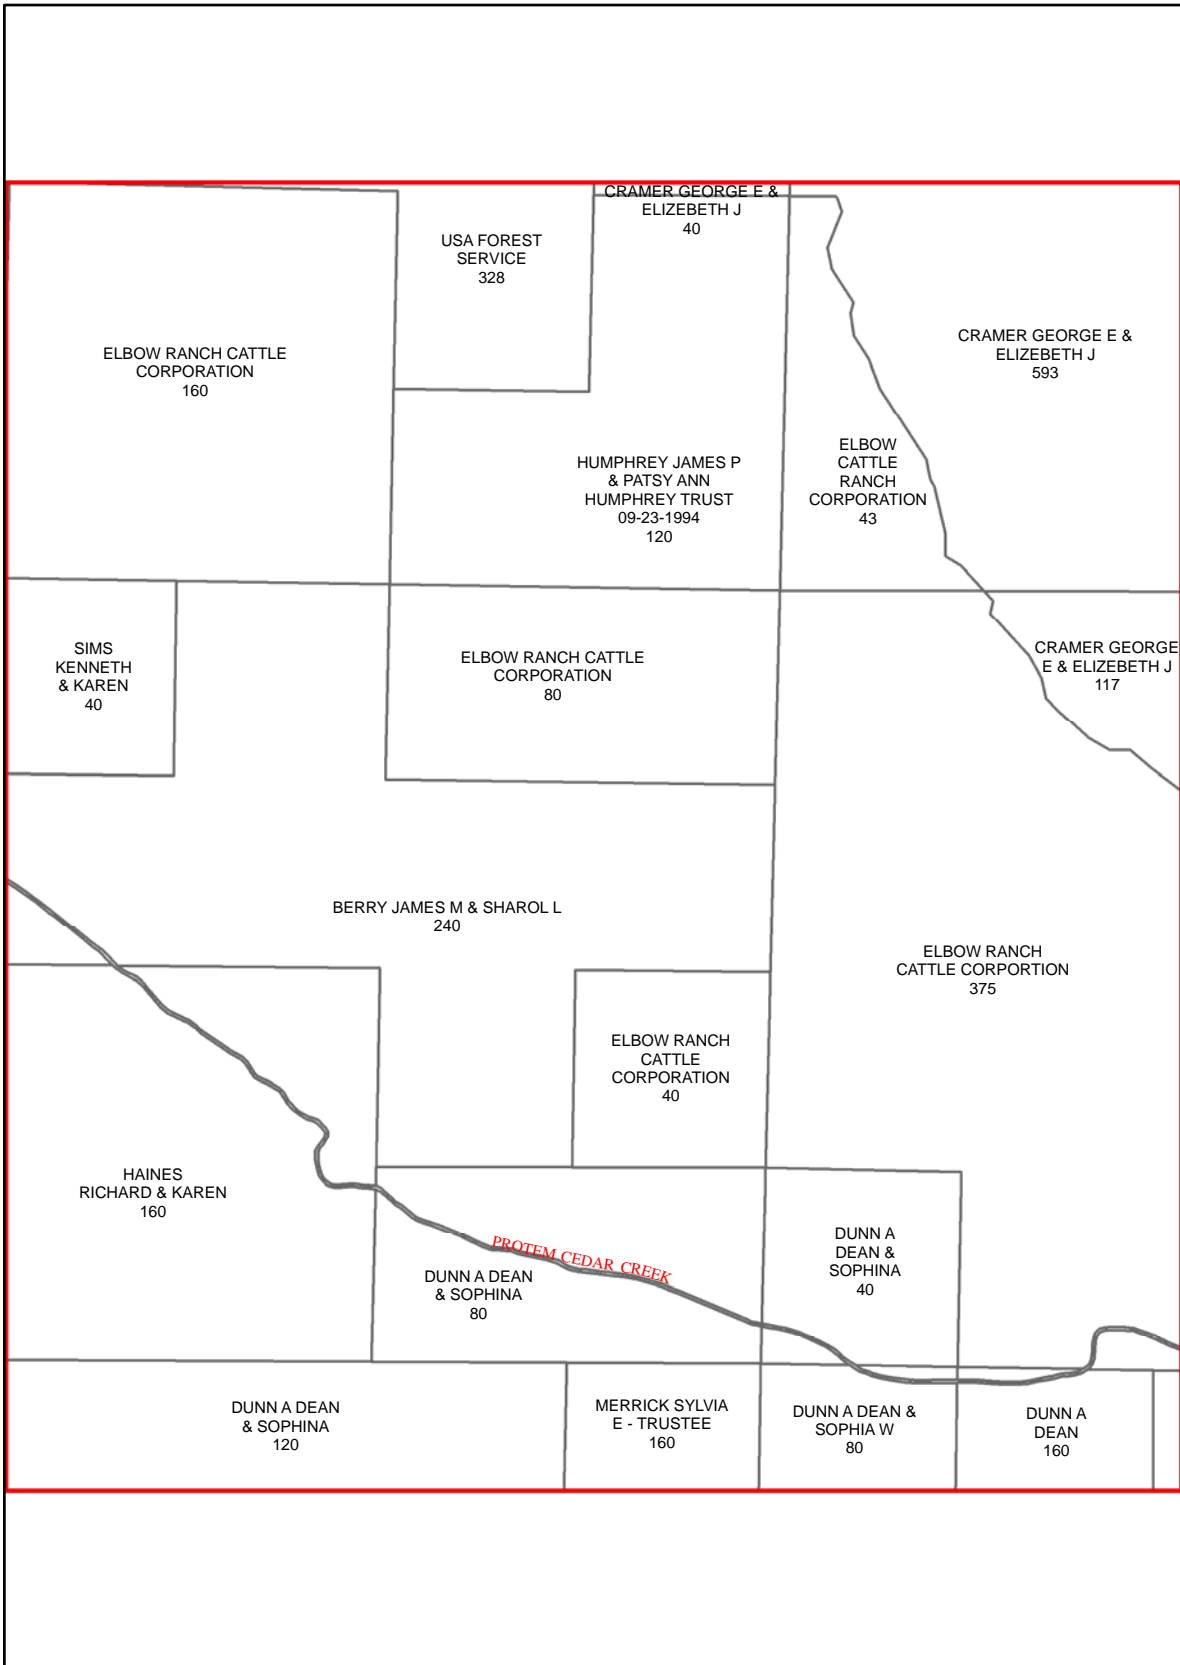 CRAMER GEORGE E &
ELIZEBETH J
40
USA FOREST
SERVICE
328
ELBOW RANCH CATTLE
CORPORATION
160
CRAMER GEORGE E &
ELIZEBETH J
593
HUMPHREY JAMES P
& PATSY ANN
HUMPHREY TRUST
09-23-1994
120
ELBOW
CATTLE
RANCH
CORPORATION
43
SIMS
KENNETH
& KAREN
40
ELBOW RANCH CATTLE
CORPORATION
80
CRAMER GEORGE
E & ELIZEBETH J
117
BERRY JAMES M & SHAROL L
240
ELBOW RANCH
CATTLE CORPORTION
375
ELBOW RANCH
CATTLE
CORPORATION
40
HAINES
RICHARD & KAREN
160
PROTEM CEDAR CREEK
DUNN A DEAN
& SOPHINA
80
DUNN A
DEAN &
SOPHINA
40
DUNN A DEAN
& SOPHINA
120
MERRICK SYLVIA
E - TRUSTEE
160
DUNN A DEAN &
SOPHIA W
80
DUNN A
DEAN
160